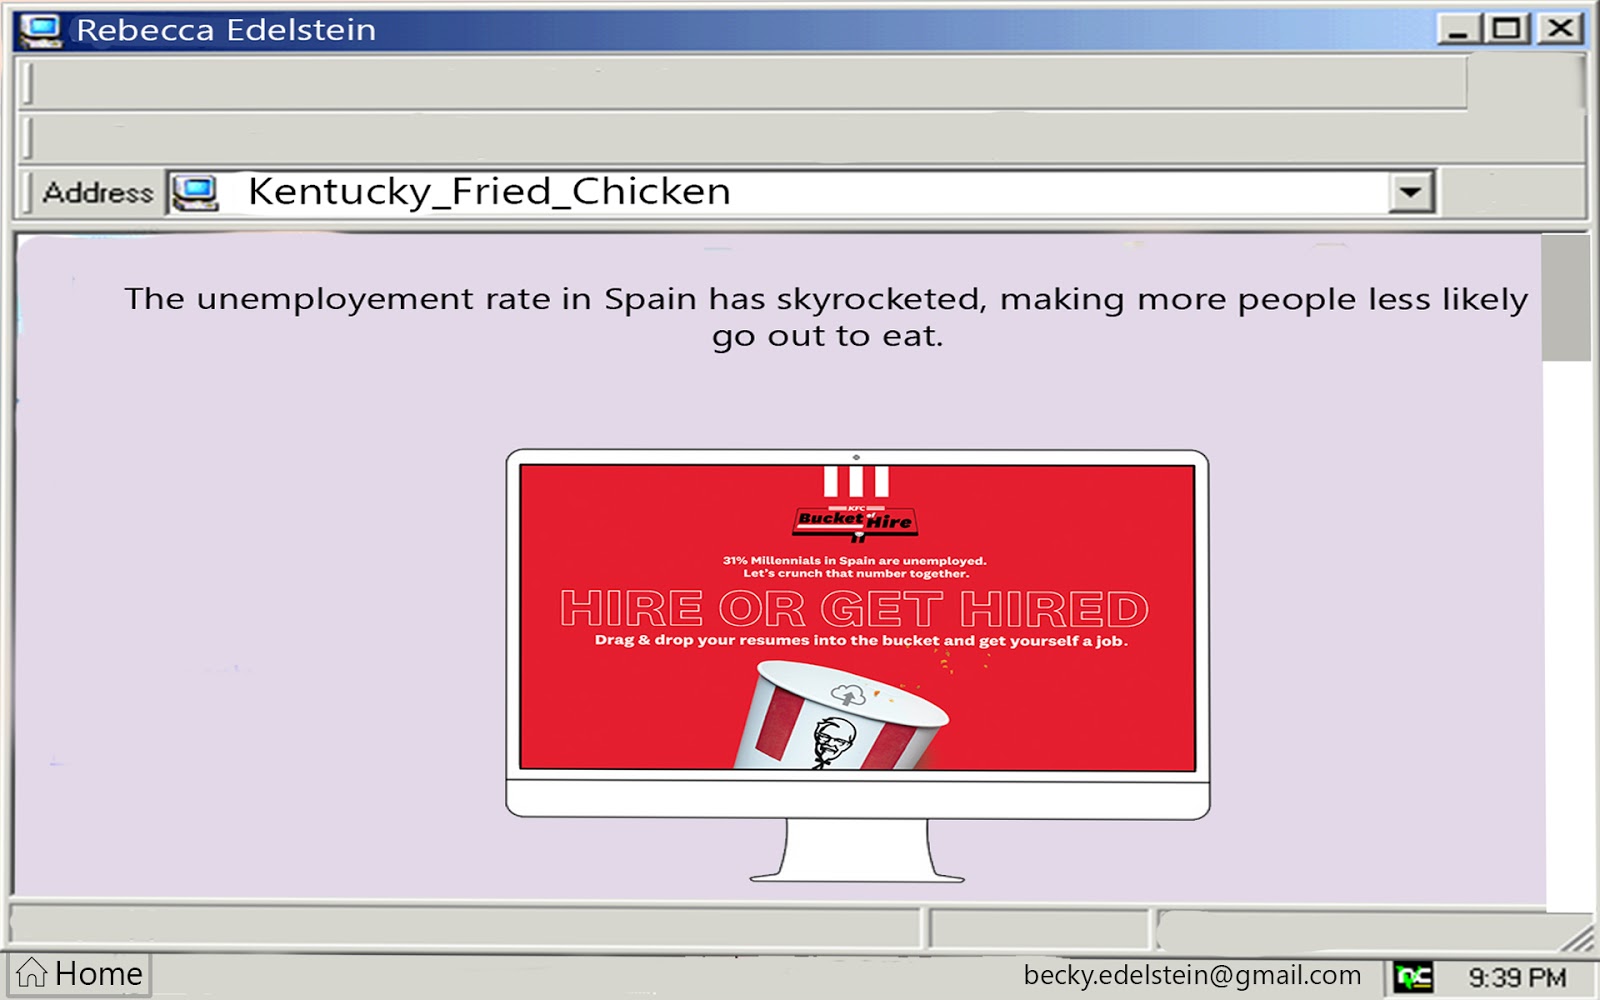 Rebecca Edelstein
Address
Kentucky_Fried_Chicken
The unemployement rate in Spain has skyrocketed, making more people less likely
go out to eat.
KFC
Bucket of Hire
31% Millennials in Spain are unemployed.
Let's crunch that number together.
HIRE OR GET HIRED
Drag & drop your resumes into the bucket and get yourself a job.
Home
becky.edelstein@gmail.com
9:39 PM